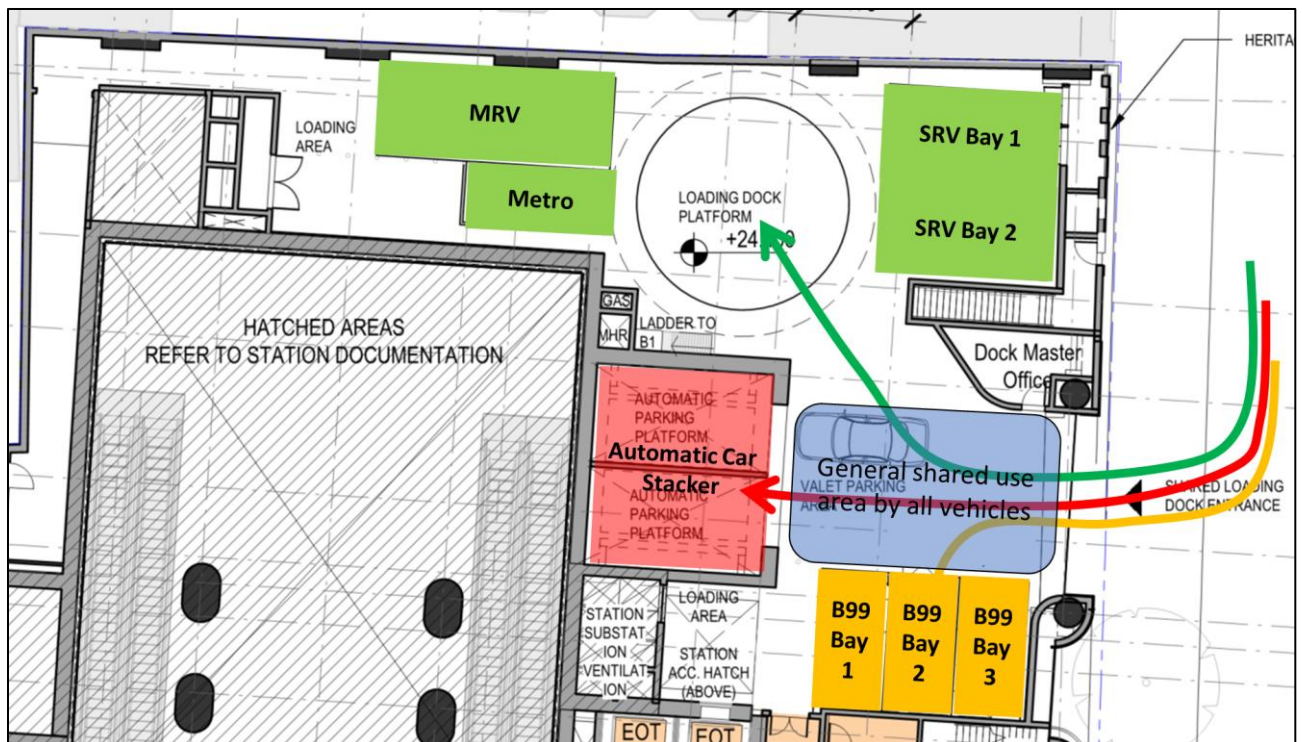 HERITA
MRV
LOADING
AREA
SRV Bay 1
Metro
LOADING DOCK
PLATFORM
SRV Bay 2
GAS
MHR
LADDER TO
B1
HATCHED AREAS
REFER TO STATION DOCUMENTATION
Dock Master
Office
AUTOMATIC
PARKING
PLATFORM
Automatic Car
Stacker
AUTOMATIC
PARKING
PLATFORM
General shared use
area by all vehicles
VALET PARKING
AREA
SHARED LOADING
DOCK ENTRANCE
STATION
SUBSTAT-
ION
VENTILAT-
ION
LOADING
AREA
STATION
ACC. HATCH
(ABOVE)
B99
Bay
1
B99
Bay
2
B99
Bay
3
EOT
EOT